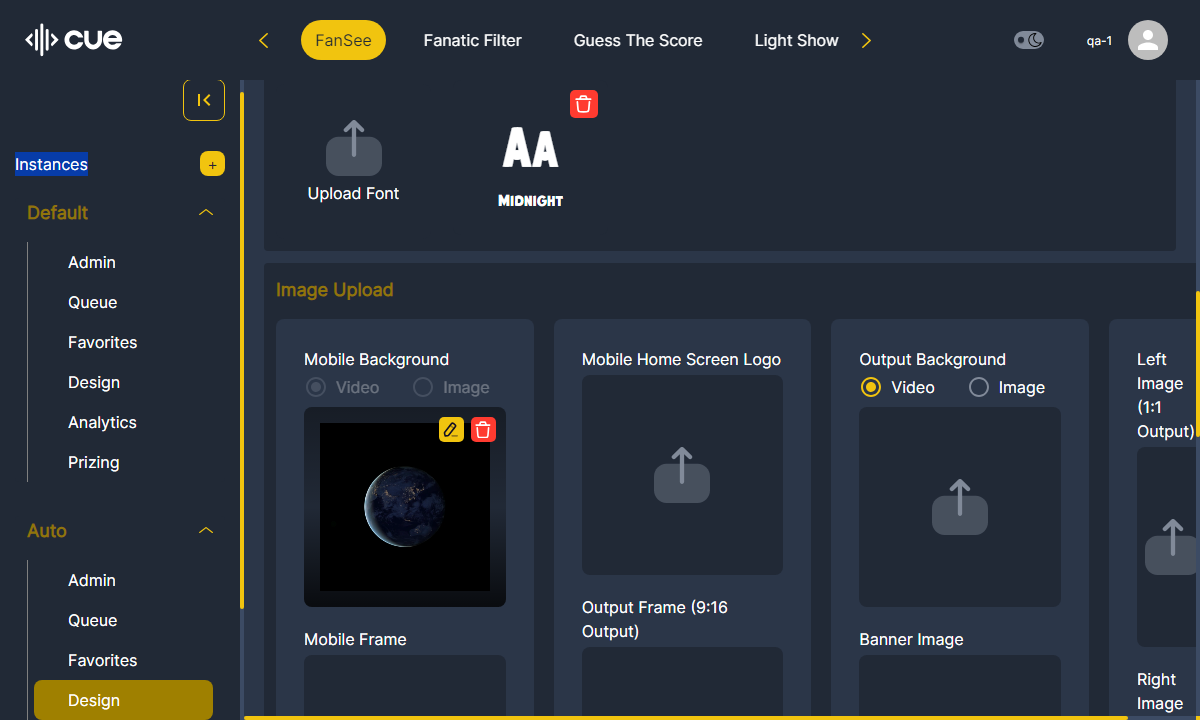 cue
FanSee
Fanatic Filter
Guess The Score
Light Show
qa-1
Instances
+
Default
Admin
Queue
Favorites
Design
Analytics
Prizing
Auto
Admin
Queue
Favorites
Design
Upload Font
AA
MIDNIGHT
Image Upload
Mobile Background
Video
Image
Mobile Frame
Mobile Home Screen Logo
Output Frame (9:16
Output)
Output Background
Video
Image
Banner Image
Left
Image
(1:1
Output)
Right
Image